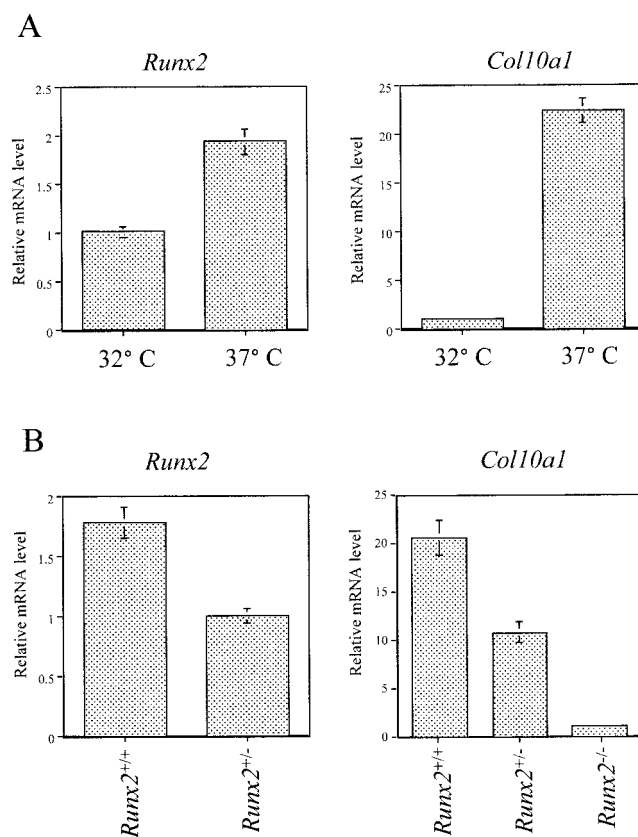 A
Runx2
Col10a1
Relative mRNA level
2.5
2
1.5
1
0.5
0
32° C
37° C
Relative mRNA level
25
20
15
10
5
0
32° C
37° C
B
Runx2
Col10a1
Relative mRNA level
2
1.5
1
0.5
0
Runx2+/+
Runx2+/-
Relative mRNA level
25
20
15
10
5
0
Runx2+/+
Runx2+/-
Runx2-/-